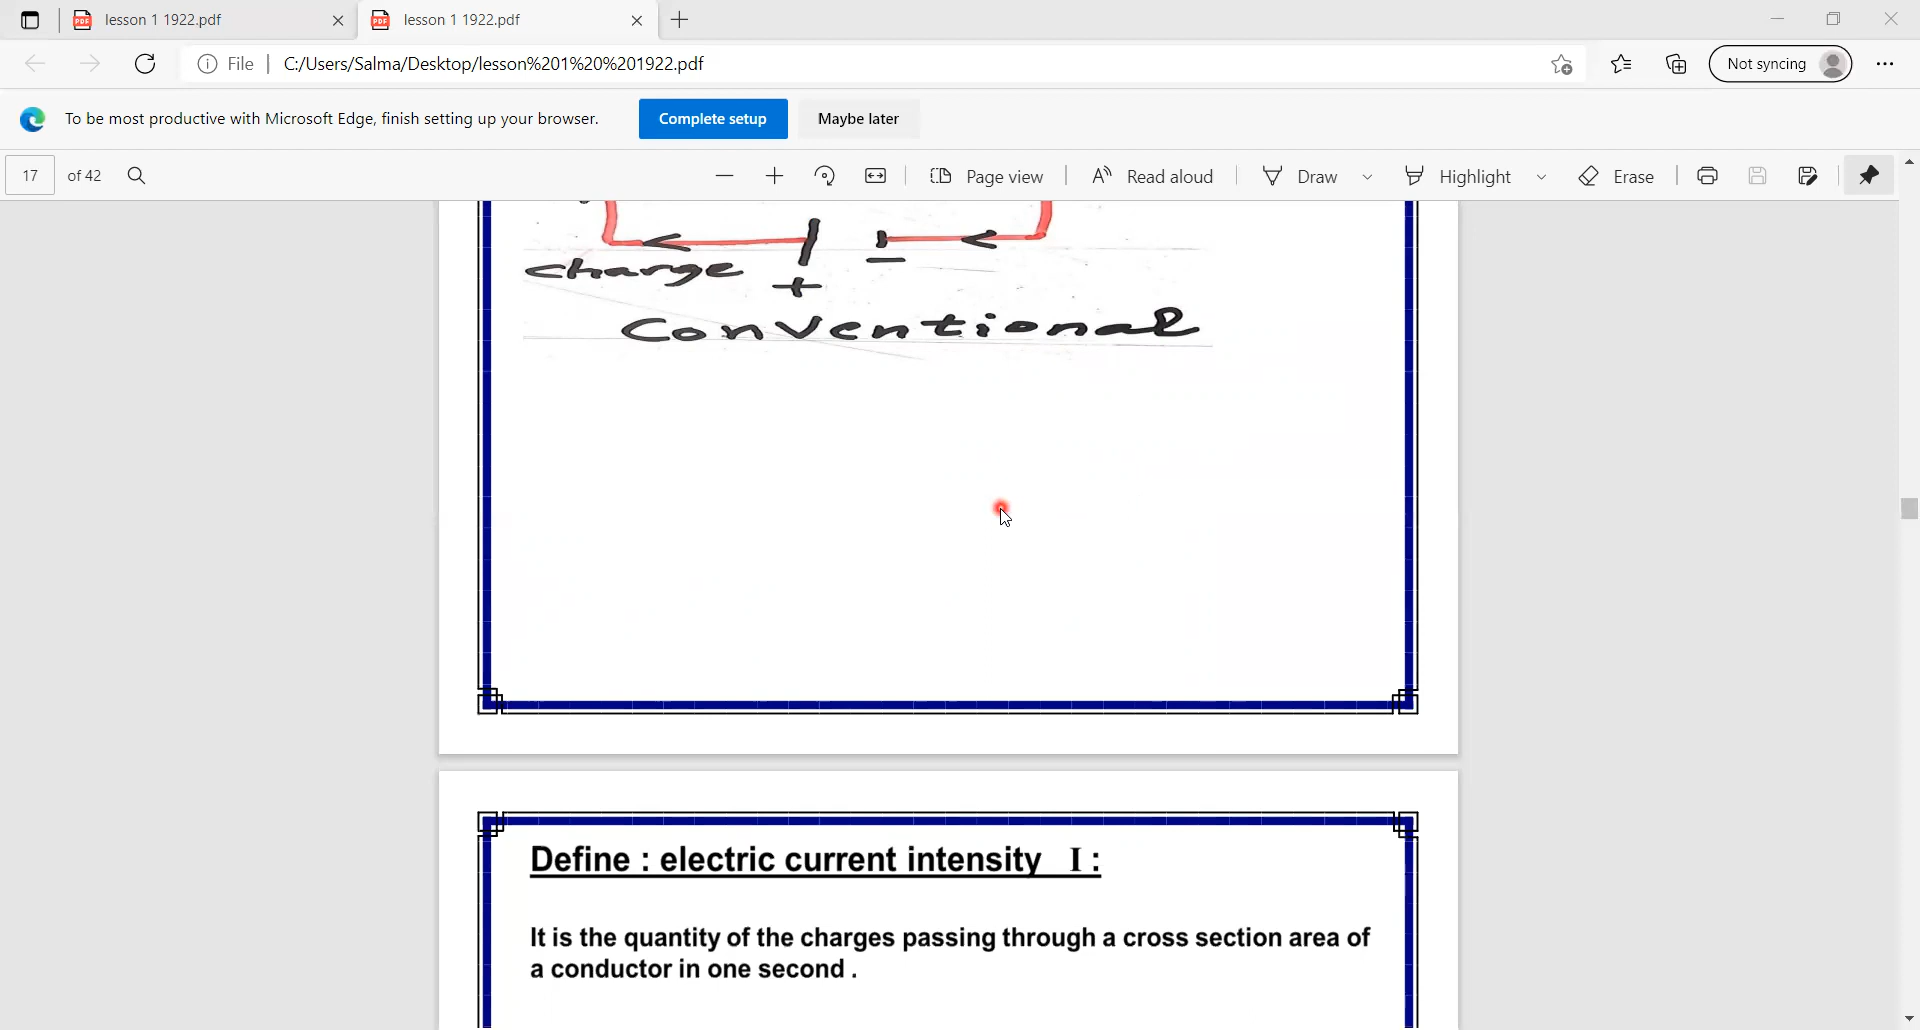 lesson 1 1922.pdf
lesson 1 1922.pdf
File
C:/Users/Salma/Desktop/lesson%201%20%201922.pdf
Not syncing
To be most productive with Microsoft Edge, finish setting up your browser.
Complete setup
Maybe later
17 of 42
Page view
Read aloud
Draw
Highlight
Erase
charge
+
−
Conventional
Define : electric current intensity I :
It is the quantity of the charges passing through a cross section area of
a conductor in one second .